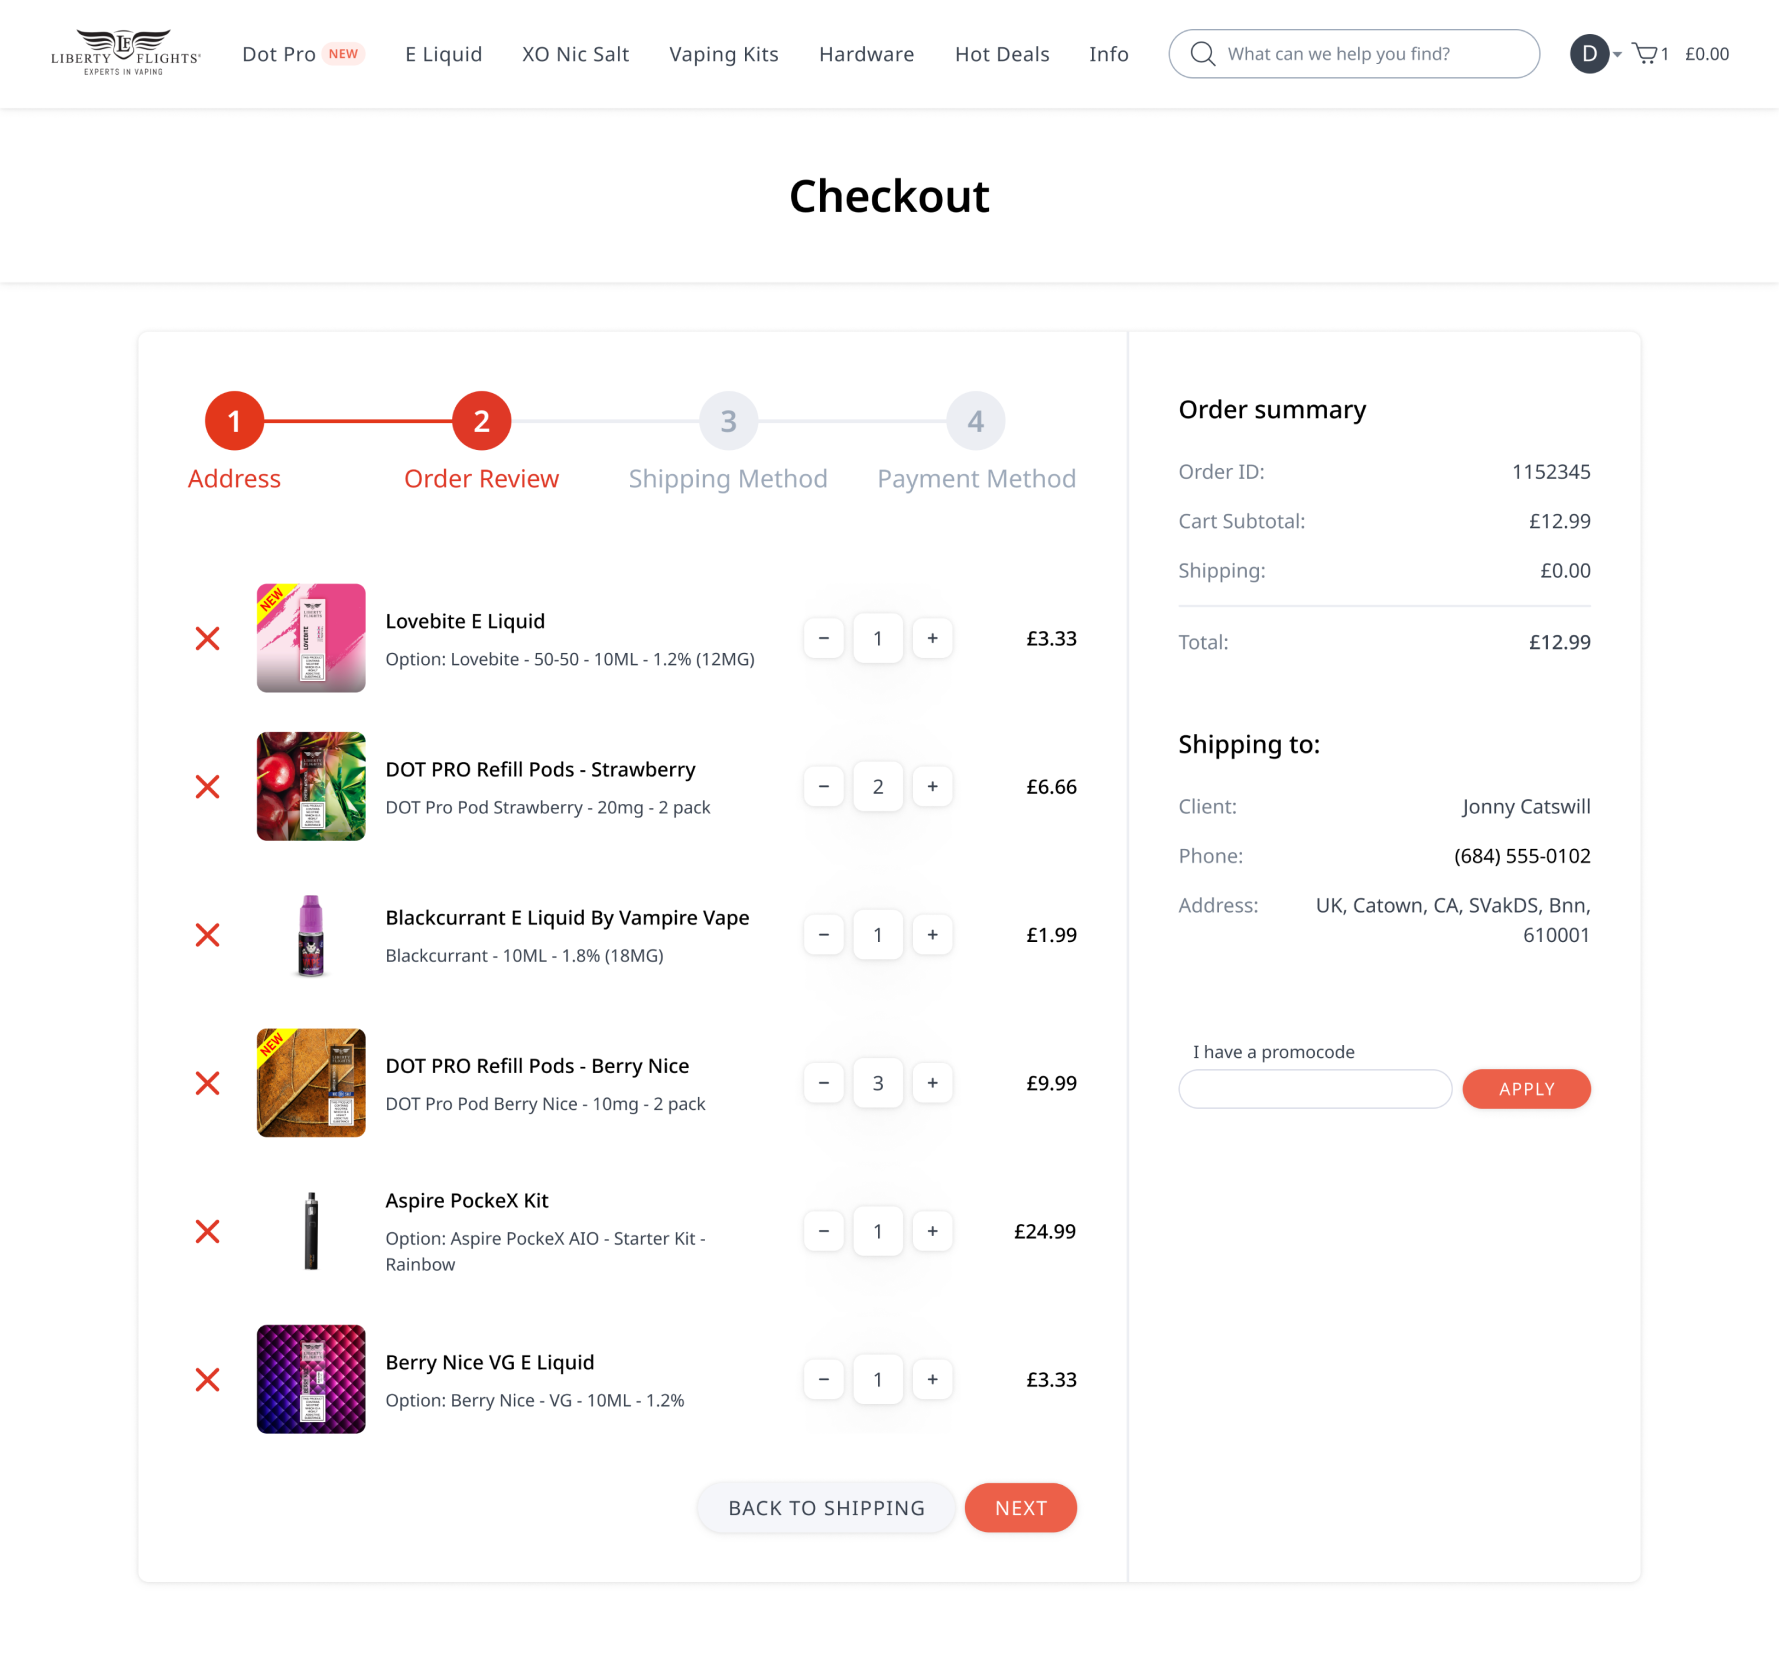 LIBERTY FLIGHTS
EXPERTS IN VAPING
Dot Pro NEW
E Liquid
XO Nic Salt
Vaping Kits
Hardware
Hot Deals
Info
What can we help you find?
D
1
£0.00
Checkout
1
2
3
4
Address
Order Review
Shipping Method
Payment Method
NEW
LOVEBITE
Lovebite E Liquid
Option: Lovebite - 50-50 - 10ML - 1.2% (12MG)
−
1
+
£3.33
DOT PRO Refill Pods - Strawberry
DOT Pro Pod Strawberry - 20mg - 2 pack
−
2
+
£6.66
Blackcurrant E Liquid By Vampire Vape
Blackcurrant - 10ML - 1.8% (18MG)
−
1
+
£1.99
NEW
DOT PRO Refill Pods - Berry Nice
DOT Pro Pod Berry Nice - 10mg - 2 pack
−
3
+
£9.99
Aspire PockeX Kit
Option: Aspire PockeX AIO - Starter Kit -
Rainbow
−
1
+
£24.99
Berry Nice VG E Liquid
Option: Berry Nice - VG - 10ML - 1.2%
−
1
+
£3.33
BACK TO SHIPPING
NEXT
Order summary
Order ID: 1152345
Cart Subtotal: £12.99
Shipping: £0.00
Total: £12.99
Shipping to:
Client: Jonny Catswill
Phone: (684) 555-0102
Address: UK, Catown, CA, SVakDS, Bnn,
610001
I have a promocode
APPLY